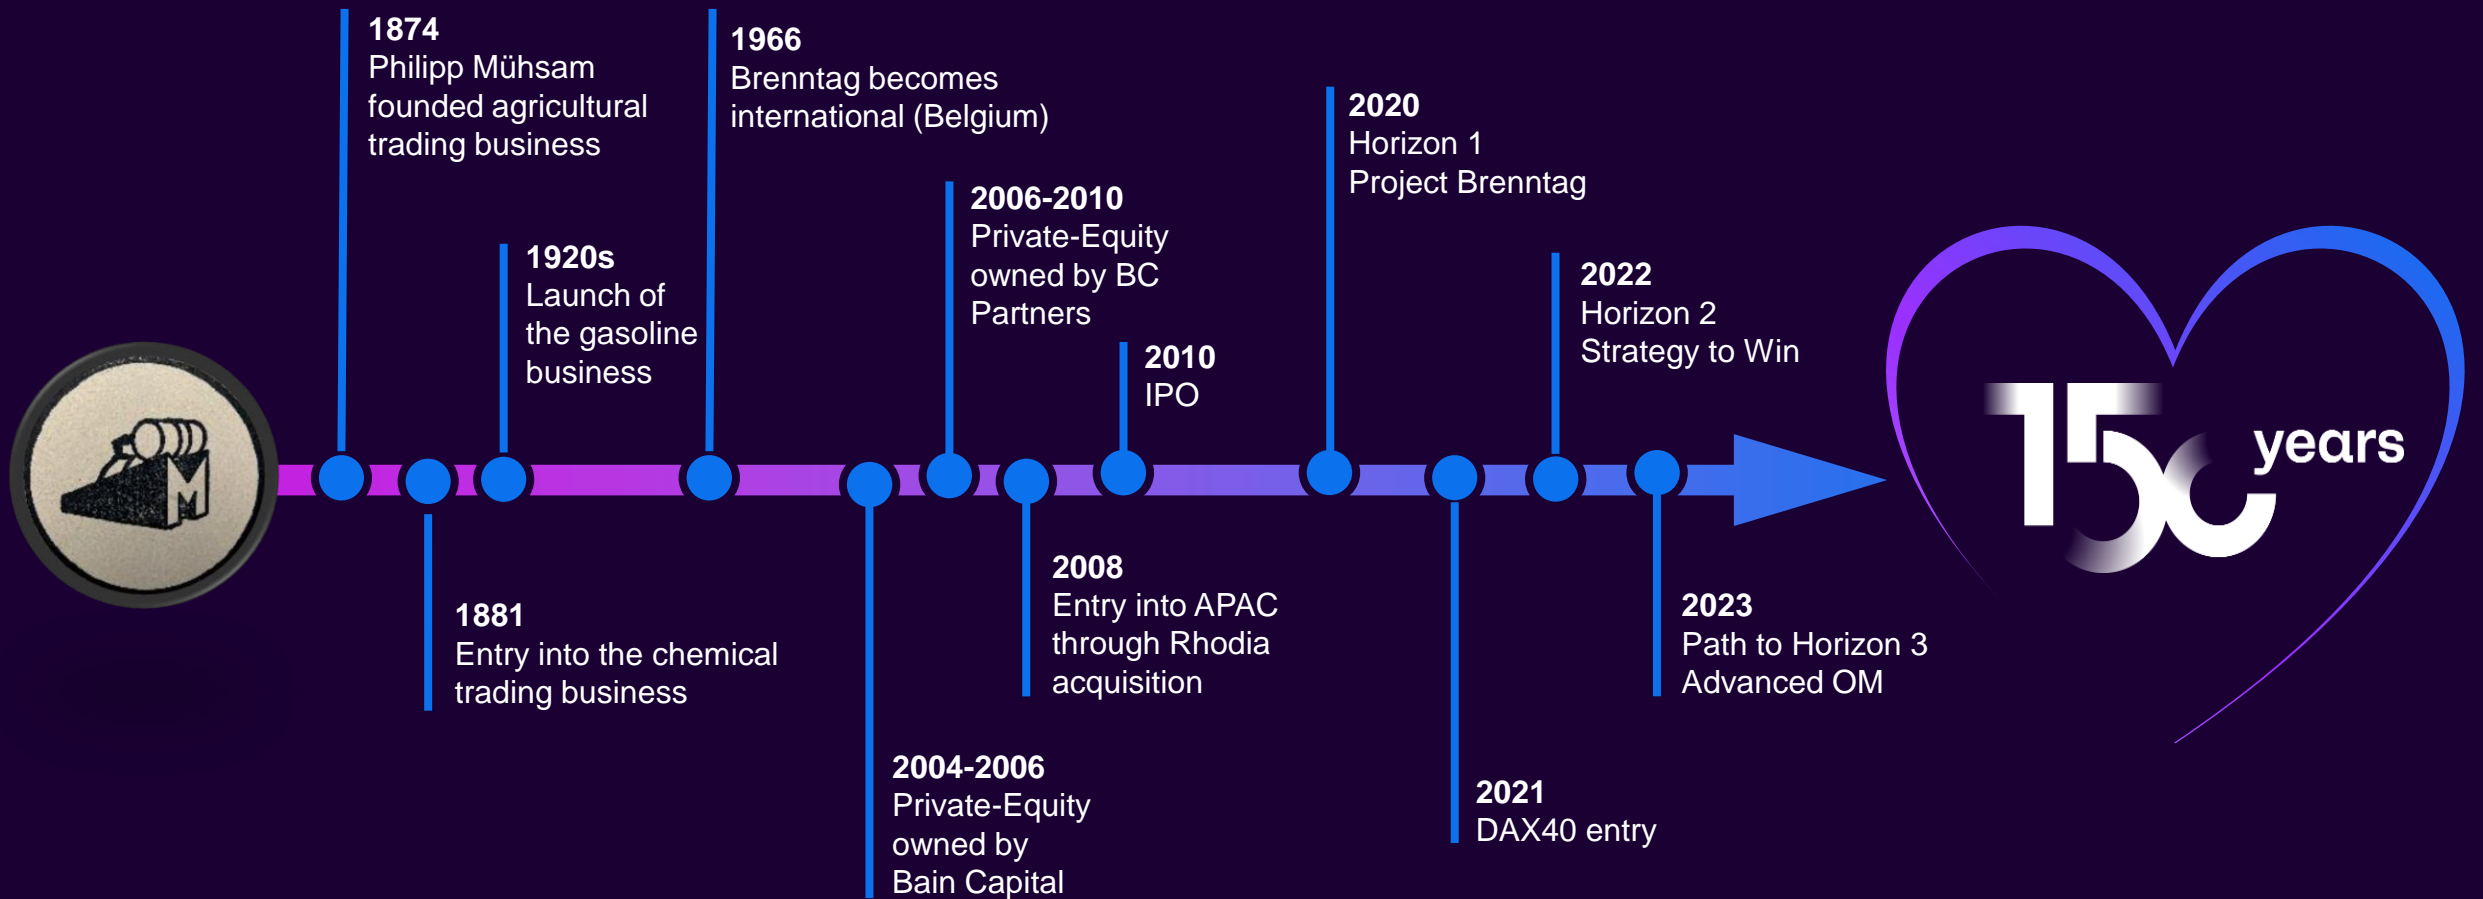 M
1874
Philipp Mühsam
founded agricultural
trading business
1881
Entry into the chemical
trading business
1920s
Launch of
the gasoline
business
1966
Brenntag becomes
international (Belgium)
2004-2006
Private-Equity
owned by
Bain Capital
2006-2010
Private-Equity
owned by BC
Partners
2008
Entry into APAC
through Rhodia
acquisition
2010
IPO
2020
Horizon 1
Project Brenntag
2021
DAX40 entry
2022
Horizon 2
Strategy to Win
2023
Path to Horizon 3
Advanced OM
150 years